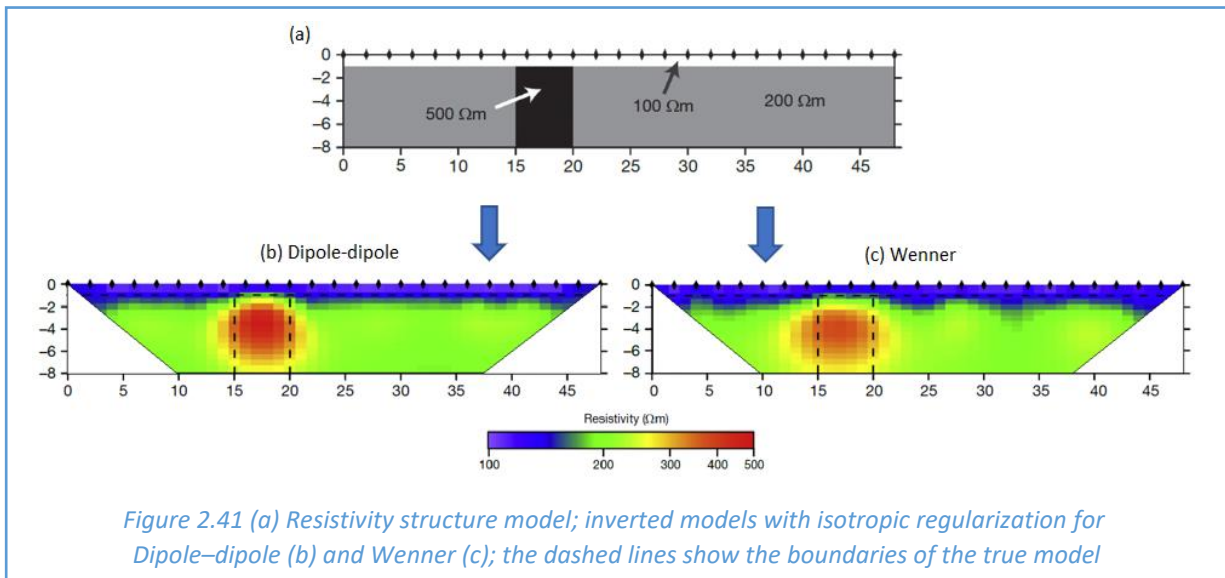 (a)
0
−2
−4
−6
−8
500 Ωm
100 Ωm
200 Ωm
0 5 10 15 20 25 30 35 40 45
(b) Dipole-dipole
0
−2
−4
−6
−8
0 5 10 15 20 25 30 35 40 45
(c) Wenner
0
−2
−4
−6
−8
0 5 10 15 20 25 30 35 40 45
Resistivity (Ωm)
100 200 300 400 500
Figure 2.41 (a) Resistivity structure model; inverted models with isotropic regularization for
Dipole–dipole (b) and Wenner (c); the dashed lines show the boundaries of the true model